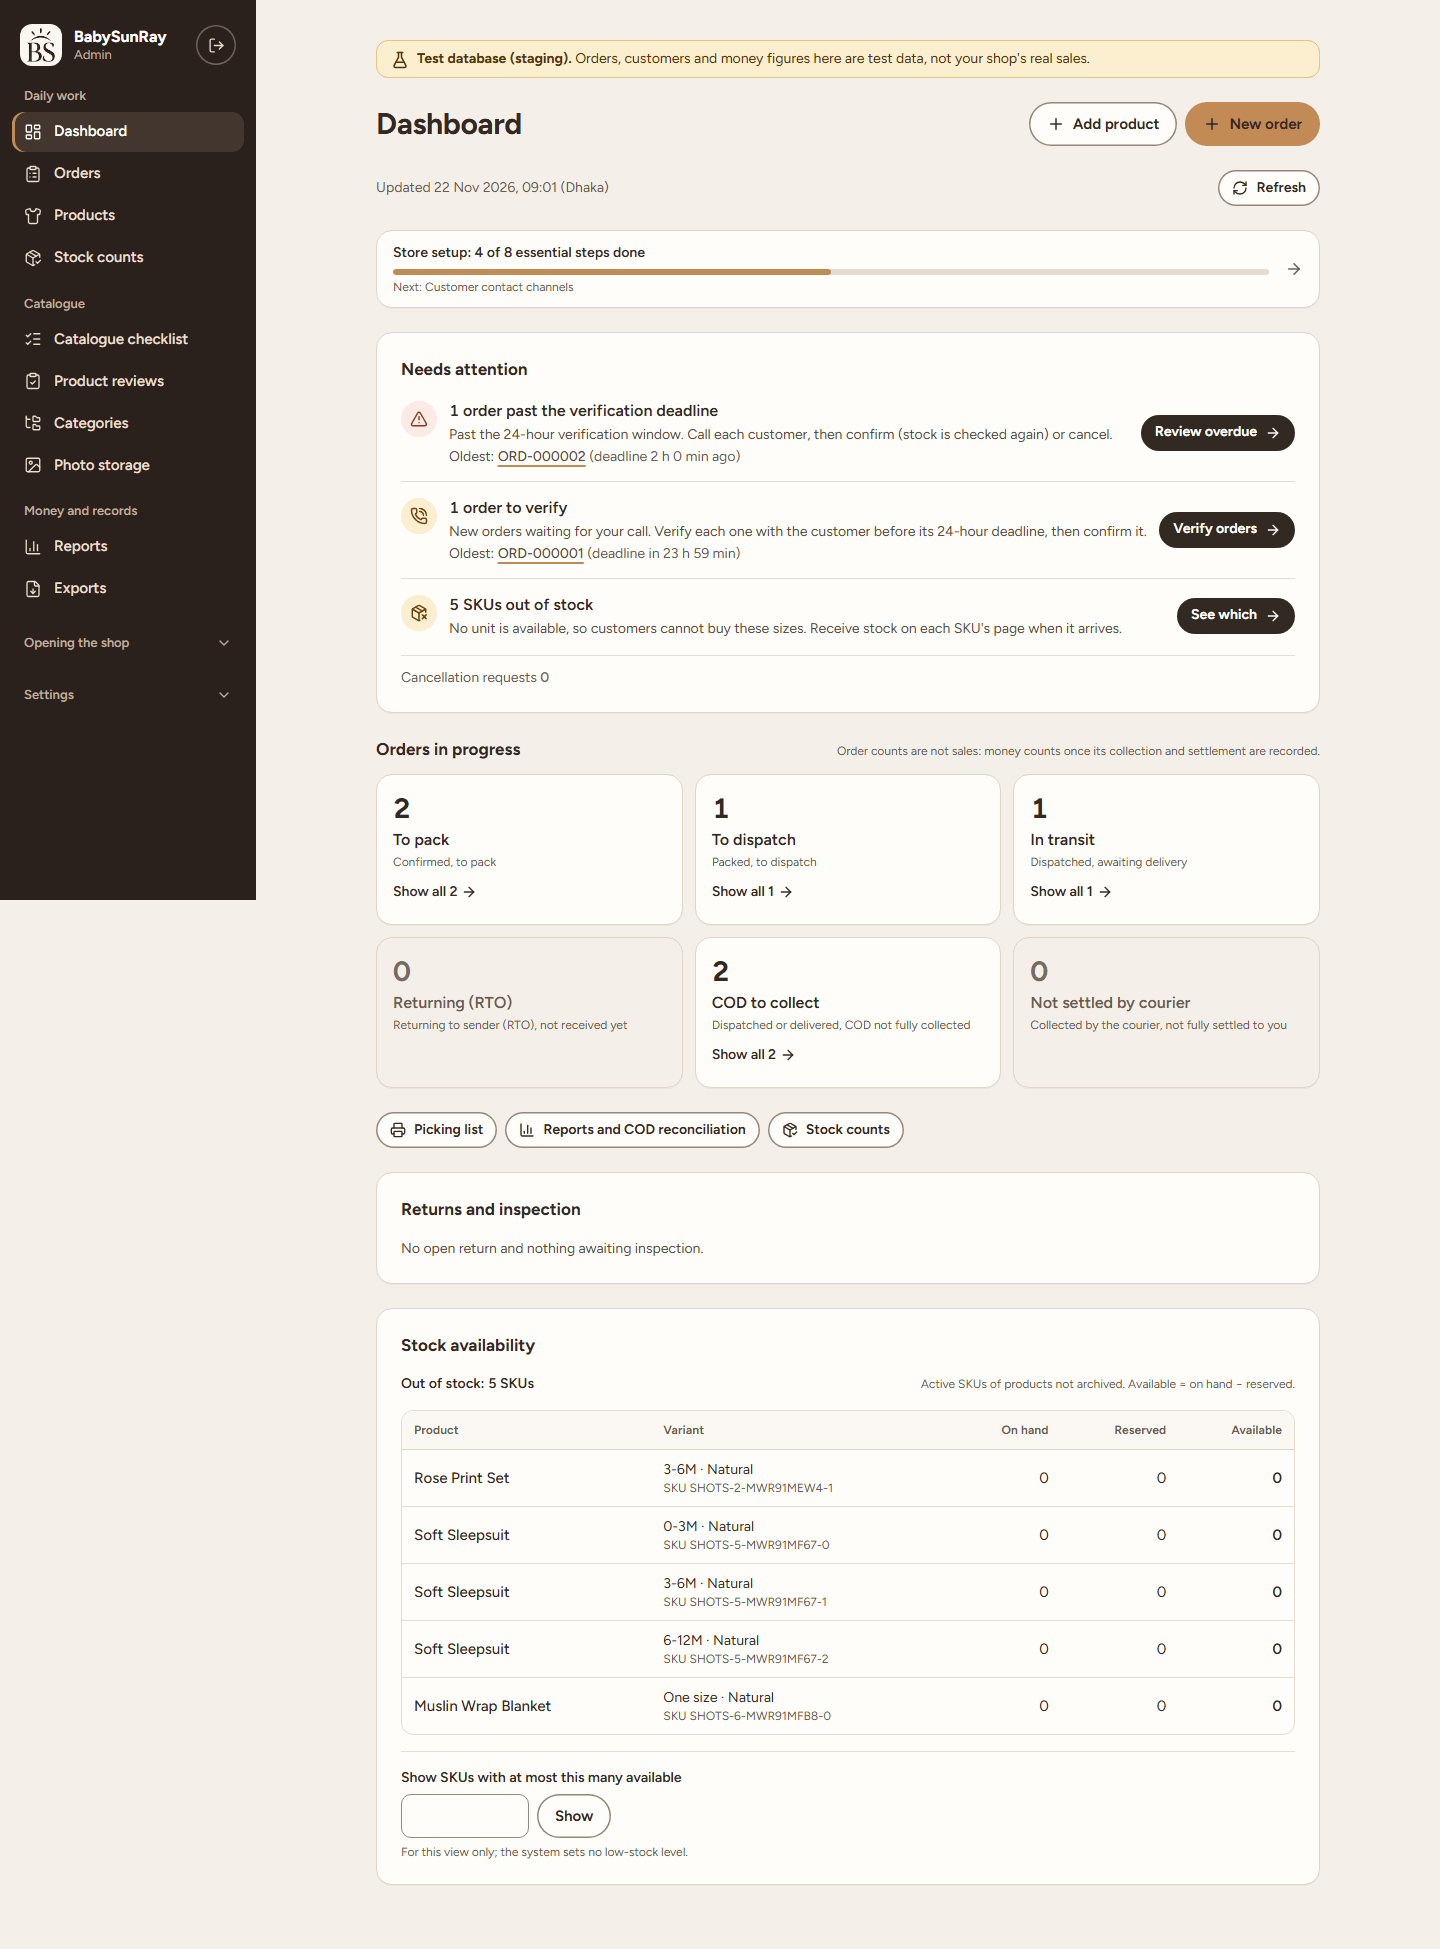 BS
BabySunRay
Admin
Daily work
Dashboard
Orders
Products
Stock counts
Catalogue
Catalogue checklist
Product reviews
Categories
Photo storage
Money and records
Reports
Exports
Opening the shop
Settings
Test database (staging). Orders, customers and money figures here are test data, not your shop's real sales.
Dashboard
Add product
New order
Updated 22 Nov 2026, 09:01 (Dhaka)
Refresh
Store setup: 4 of 8 essential steps done
Next: Customer contact channels
Needs attention
1 order past the verification deadline
Past the 24-hour verification window. Call each customer, then confirm (stock is checked again) or cancel.
Oldest: ORD-000002 (deadline 2 h 0 min ago)
Review overdue
1 order to verify
New orders waiting for your call. Verify each one with the customer before its 24-hour deadline, then confirm it.
Oldest: ORD-000001 (deadline in 23 h 59 min)
Verify orders
5 SKUs out of stock
No unit is available, so customers cannot buy these sizes. Receive stock on each SKU's page when it arrives.
See which
Cancellation requests 0
Orders in progress
Order counts are not sales: money counts once its collection and settlement are recorded.
2
To pack
Confirmed, to pack
Show all 2
1
To dispatch
Packed, to dispatch
Show all 1
1
In transit
Dispatched, awaiting delivery
Show all 1
0
Returning (RTO)
Returning to sender (RTO), not received yet
2
COD to collect
Dispatched or delivered, COD not fully collected
Show all 2
0
Not settled by courier
Collected by the courier, not fully settled to you
Picking list
Reports and COD reconciliation
Stock counts
Returns and inspection
No open return and nothing awaiting inspection.
Stock availability
Out of stock: 5 SKUs
Active SKUs of products not archived. Available = on hand − reserved.
Product Variant On hand Reserved Available
Rose Print Set 3-6M · Natural 0 0 0
SKU SHOTS-2-MWR91MEW4-1
Soft Sleepsuit 0-3M · Natural 0 0 0
SKU SHOTS-5-MWR91MF67-0
Soft Sleepsuit 3-6M · Natural 0 0 0
SKU SHOTS-5-MWR91MF67-1
Soft Sleepsuit 6-12M · Natural 0 0 0
SKU SHOTS-5-MWR91MF67-2
Muslin Wrap Blanket One size · Natural 0 0 0
SKU SHOTS-6-MWR91MFB8-0
Show SKUs with at most this many available
Show
For this view only; the system sets no low-stock level.